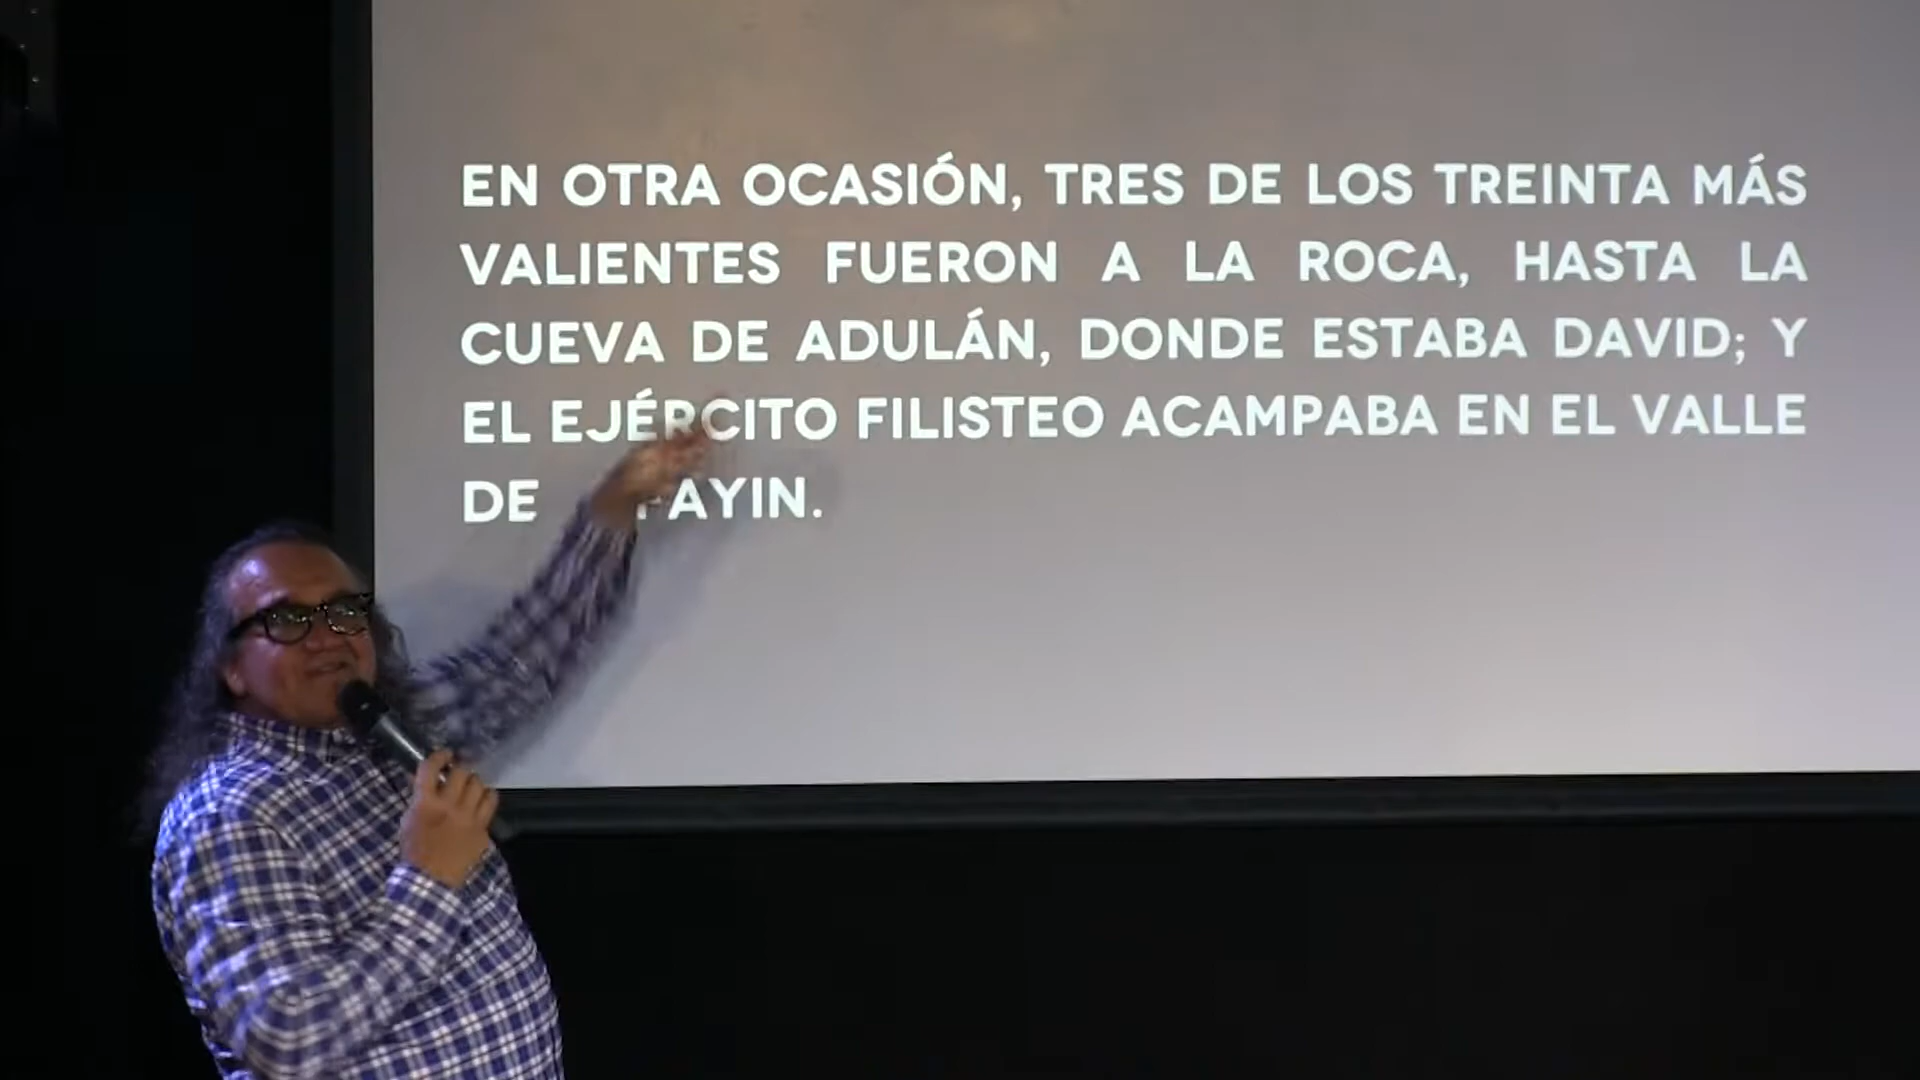 EN OTRA OCASIÓN, TRES DE LOS TREINTA MÁS
VALIENTES FUERON A LA ROCA, HASTA LA
CUEVA DE ADULÁN, DONDE ESTABA DAVID; Y
EL EJÉRCITO FILISTEO ACAMPABA EN EL VALLE
DE